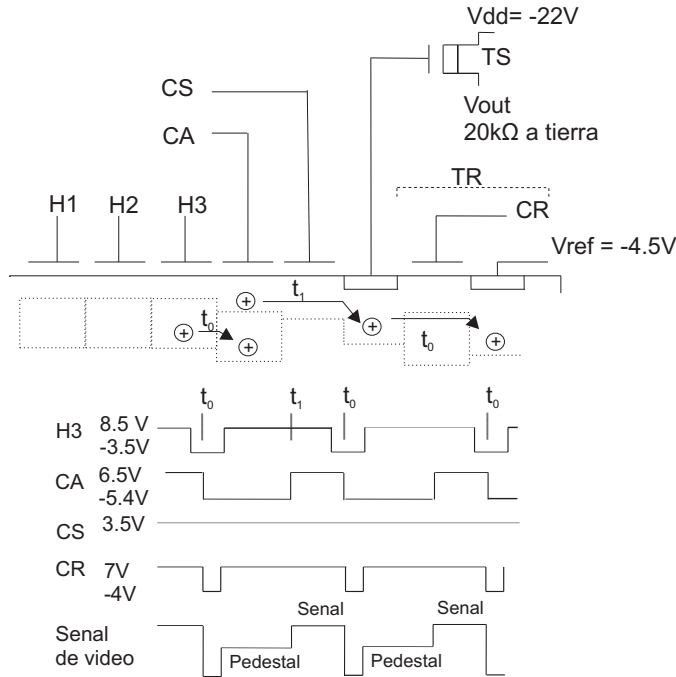 Vdd= -22V
TS
CS
Vout
20kΩ a tierra
CA
TR
H1 H2 H3
CR
Vref = -4.5V
t₁
t₀
t₀
t₀ t₁ t₀ t₀
H3 8.5 V
-3.5V
CA 6.5V
-5.4V
CS 3.5V
CR 7V
-4V
Senal Senal
Senal
de video
Pedestal Pedestal